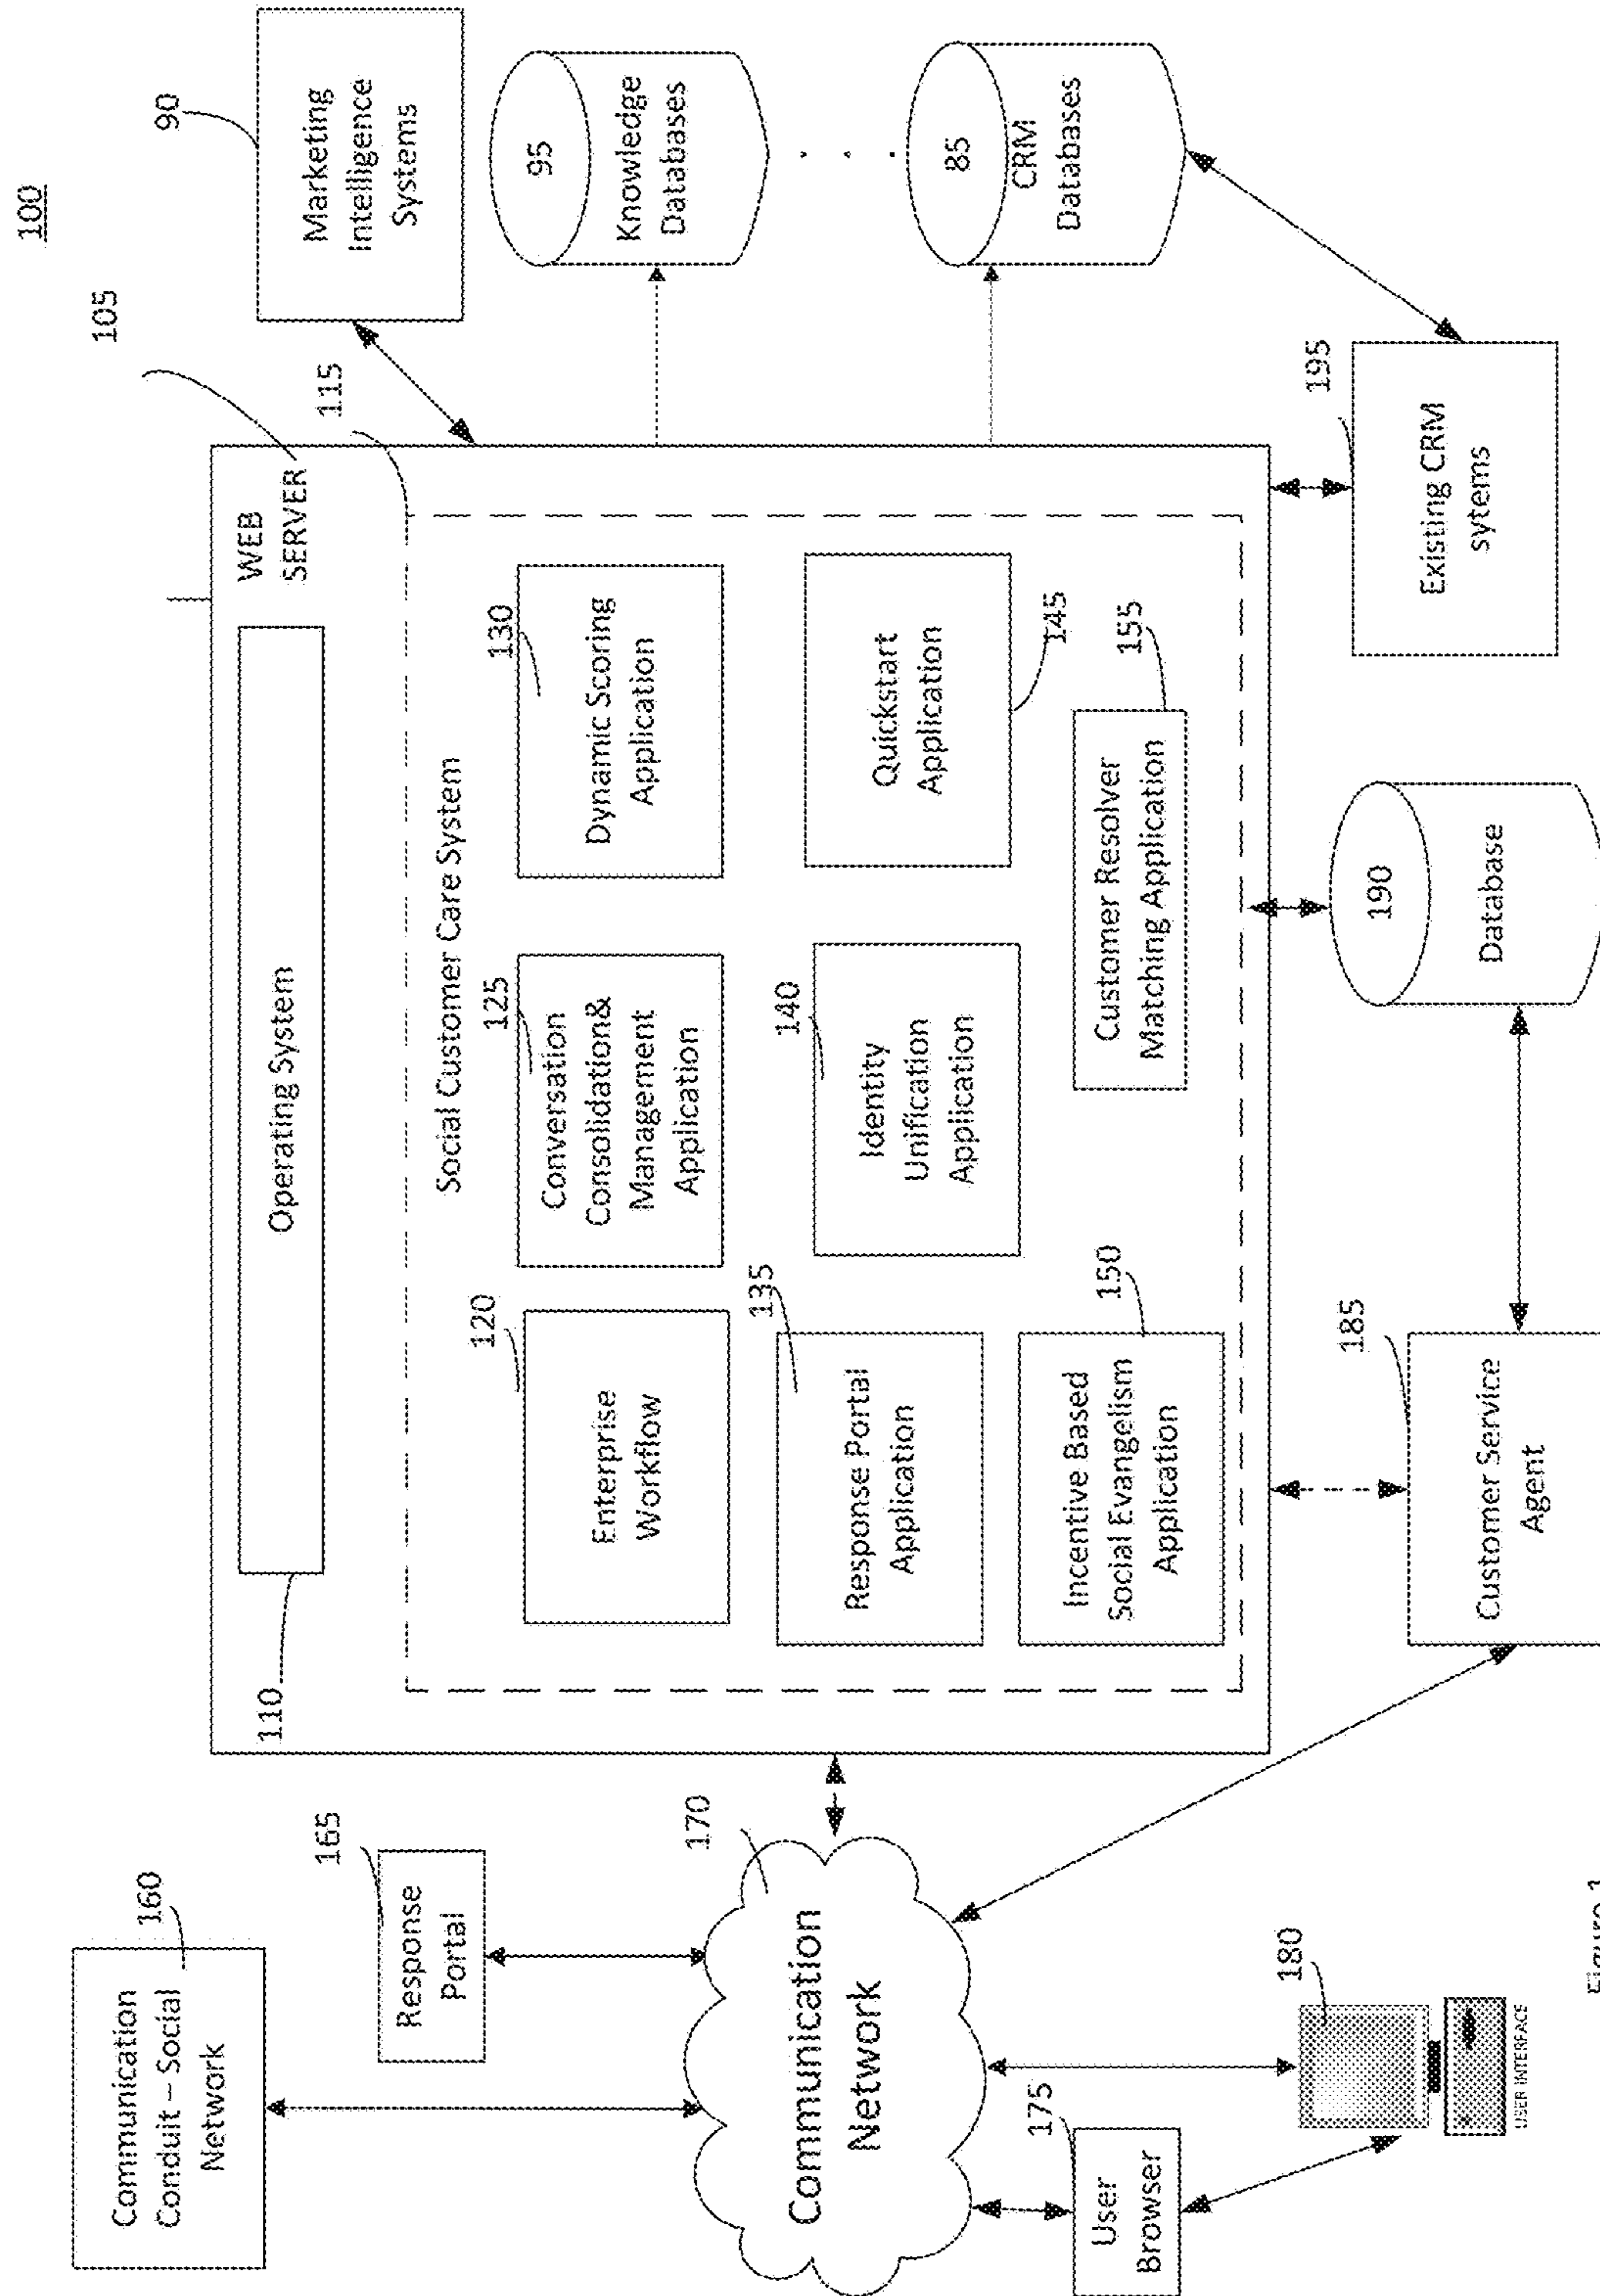 100
Communication
Conduit – Social
Network
160
Response
Portal
165
Communication
Network
170
User
Browser
175
180
USER INTERFACE
105
WEB
SERVER
110
Operating System
115
Social Customer Care System
120
Enterprise
Workflow
125
Conversation
Consolidation&
Management
Application
130
Dynamic Scoring
Application
135
Response Portal
Application
140
Identity
Unification
Application
Quickstart
Application
145
150
Incentive Based
Social Evangelism
Application
155
Customer Resolver
Matching Application
90
Marketing
Intelligence
Systems
95
Knowledge
Databases
85
CRM
Databases
185
Customer Service
Agent
190
Database
195
Existing CRM
sytems
Figure 1